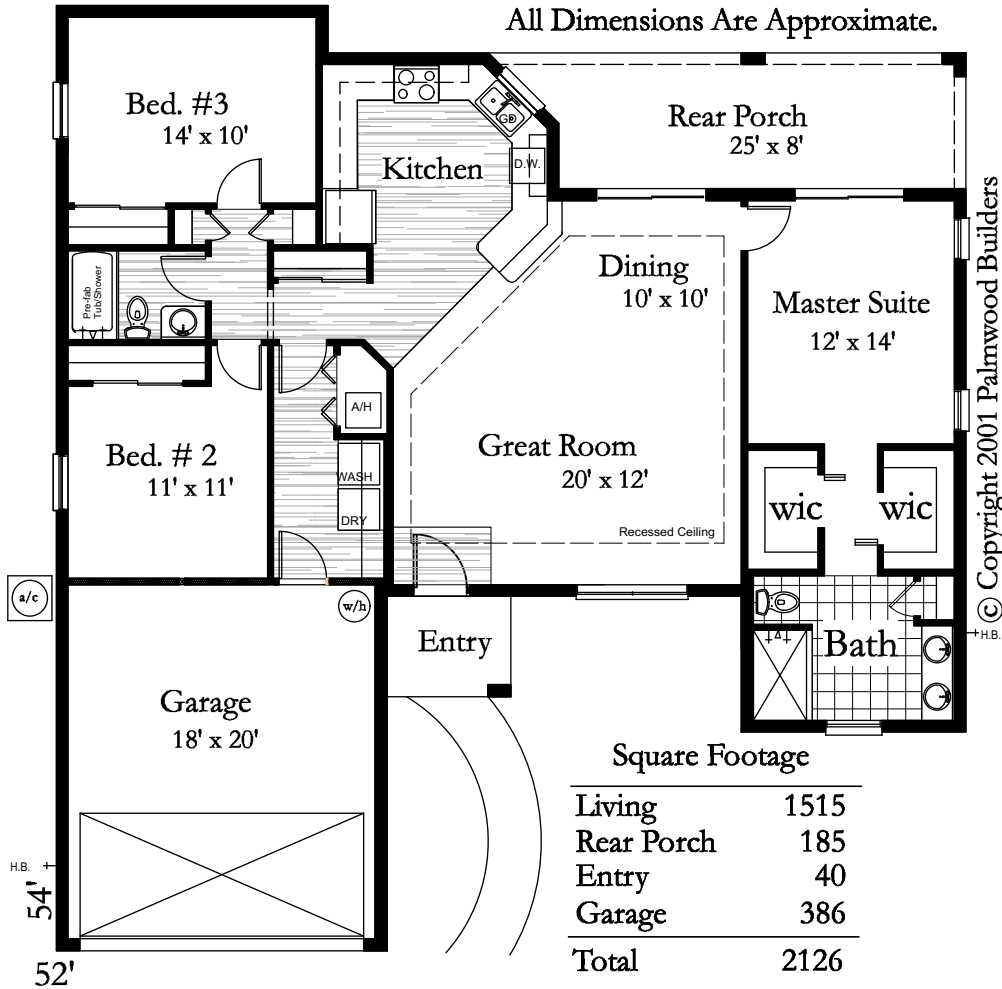 All Dimensions Are Approximate.
Bed. #3
14' x 10'
Kitchen
GD
D.W.
Rear Porch
25' x 8'
Pre-fab
Tub/Shower
Dining
10' x 10'
Master Suite
12' x 14'
A/H
Bed. # 2
11' x 11'
WASH
DRY
Great Room
20' x 12'
Recessed Ceiling
wic
wic
© Copyright 2001 Palmwood Builders
a/c
w/h
Entry
Bath
H.B.
Garage
18' x 20'
H.B.
54'
52'
Square Footage
Living 1515
Rear Porch 185
Entry 40
Garage 386
Total 2126